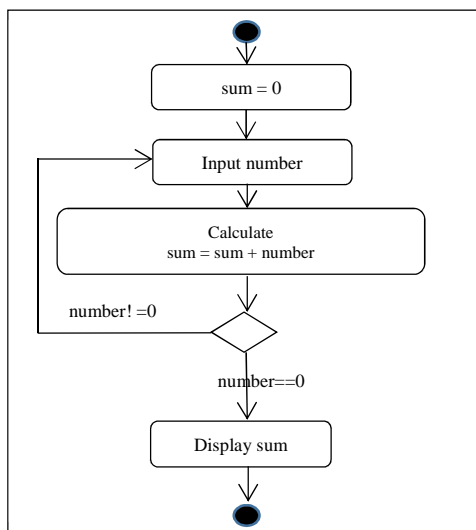 sum = 0
Input number
Calculate
sum = sum + number
number! =0
number==0
Display sum